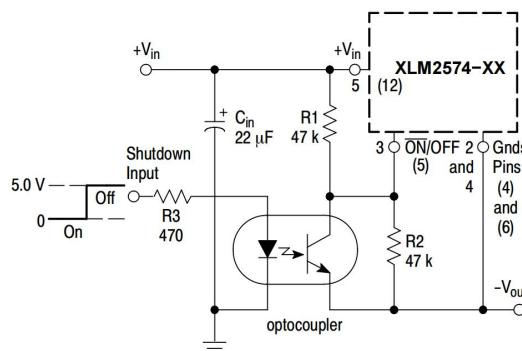 +Vin
+Vin
5
(12)
XLM2574-XX
Cin
22 µF
R1
47 k
3
ON/OFF
(5)
2
and
4
Gnds
Pins
(4)
and
(6)
Shutdown
Input
5.0 V
Off
0
On
R3
470
R2
47 k
-Vou
optocoupler